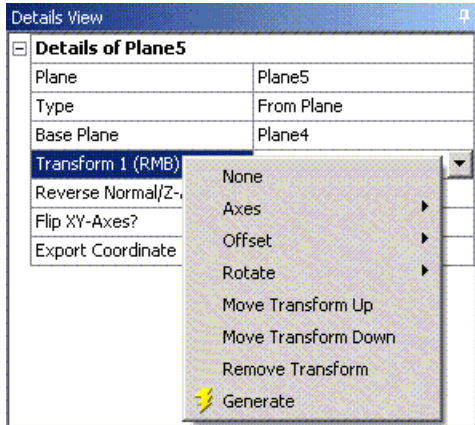 Details View
Details of Plane5
Plane Plane5
Type From Plane
Base Plane Plane4
Transform 1 (RMB)
Reverse Normal/Z-
Flip XY-Axes?
Export Coordinate
None
Axes
Offset
Rotate
Move Transform Up
Move Transform Down
Remove Transform
Generate